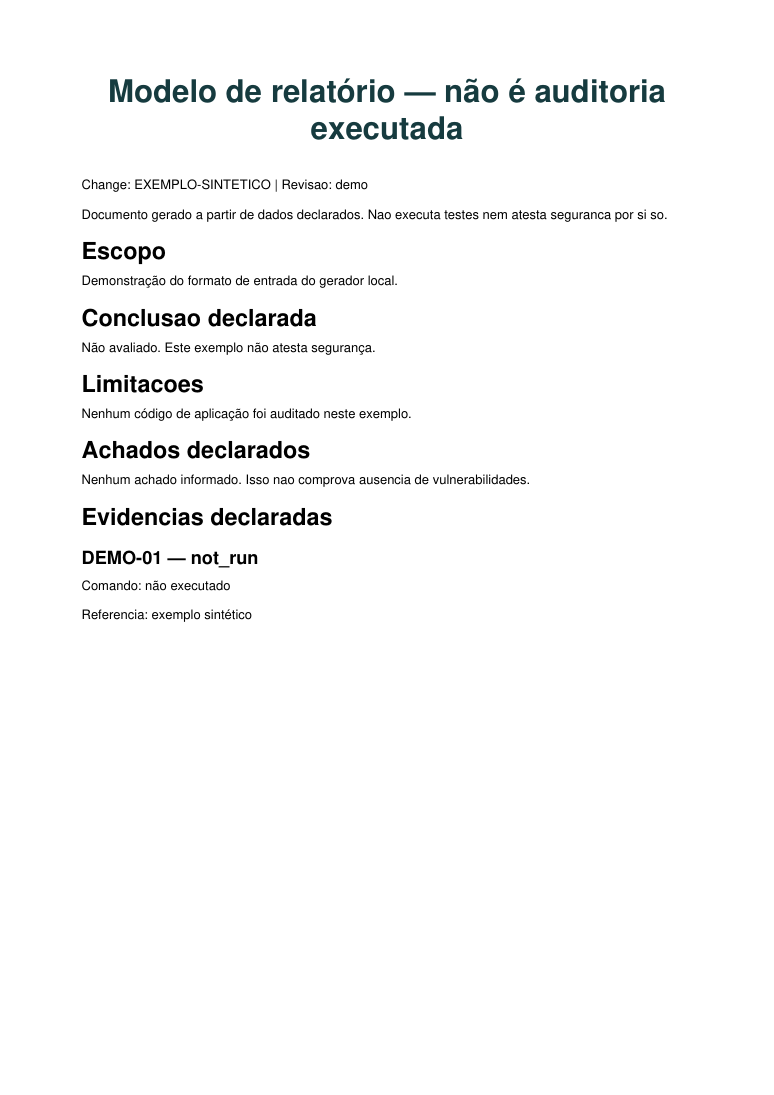 Modelo de relatório — não é auditoria
executada
Change: EXEMPLO-SINTETICO | Revisao: demo
Documento gerado a partir de dados declarados. Nao executa testes nem atesta seguranca por si so.
Escopo
Demonstração do formato de entrada do gerador local.
Conclusao declarada
Não avaliado. Este exemplo não atesta segurança.
Limitacoes
Nenhum código de aplicação foi auditado neste exemplo.
Achados declarados
Nenhum achado informado. Isso nao comprova ausencia de vulnerabilidades.
Evidencias declaradas
DEMO-01 — not_run
Comando: não executado
Referencia: exemplo sintético